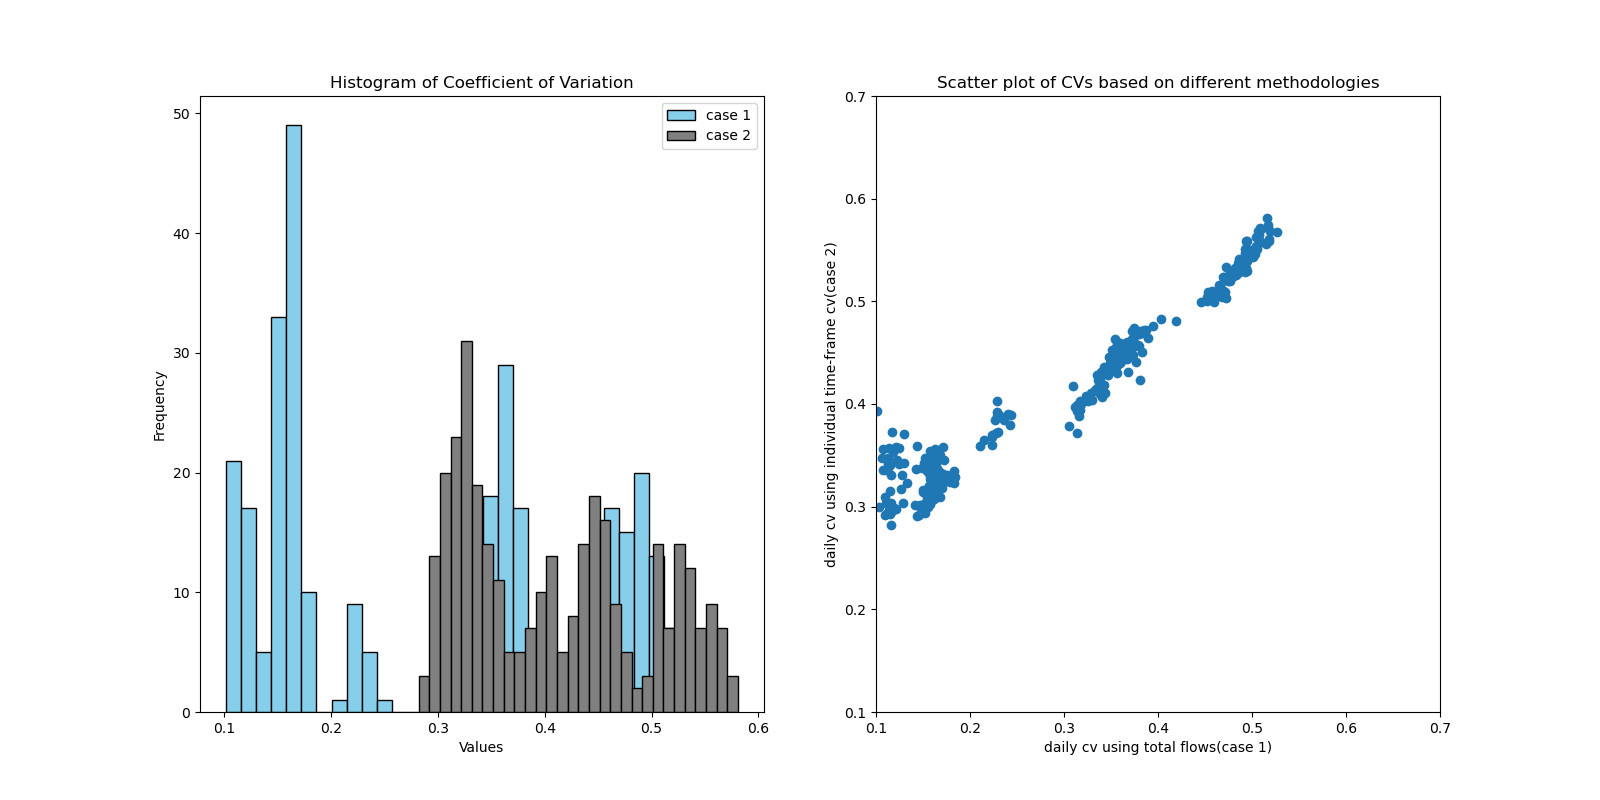 Histogram of Coefficient of Variation
50
40
30
20
10
0
Frequency
case 1
case 2
0.1 0.2 0.3 0.4 0.5 0.6
Values
Scatter plot of CVs based on different methodologies
0.7
0.6
0.5
0.4
0.3
0.2
0.1
daily cv using individual time-frame cv(case 2)
0.1 0.2 0.3 0.4 0.5 0.6 0.7
daily cv using total flows(case 1)